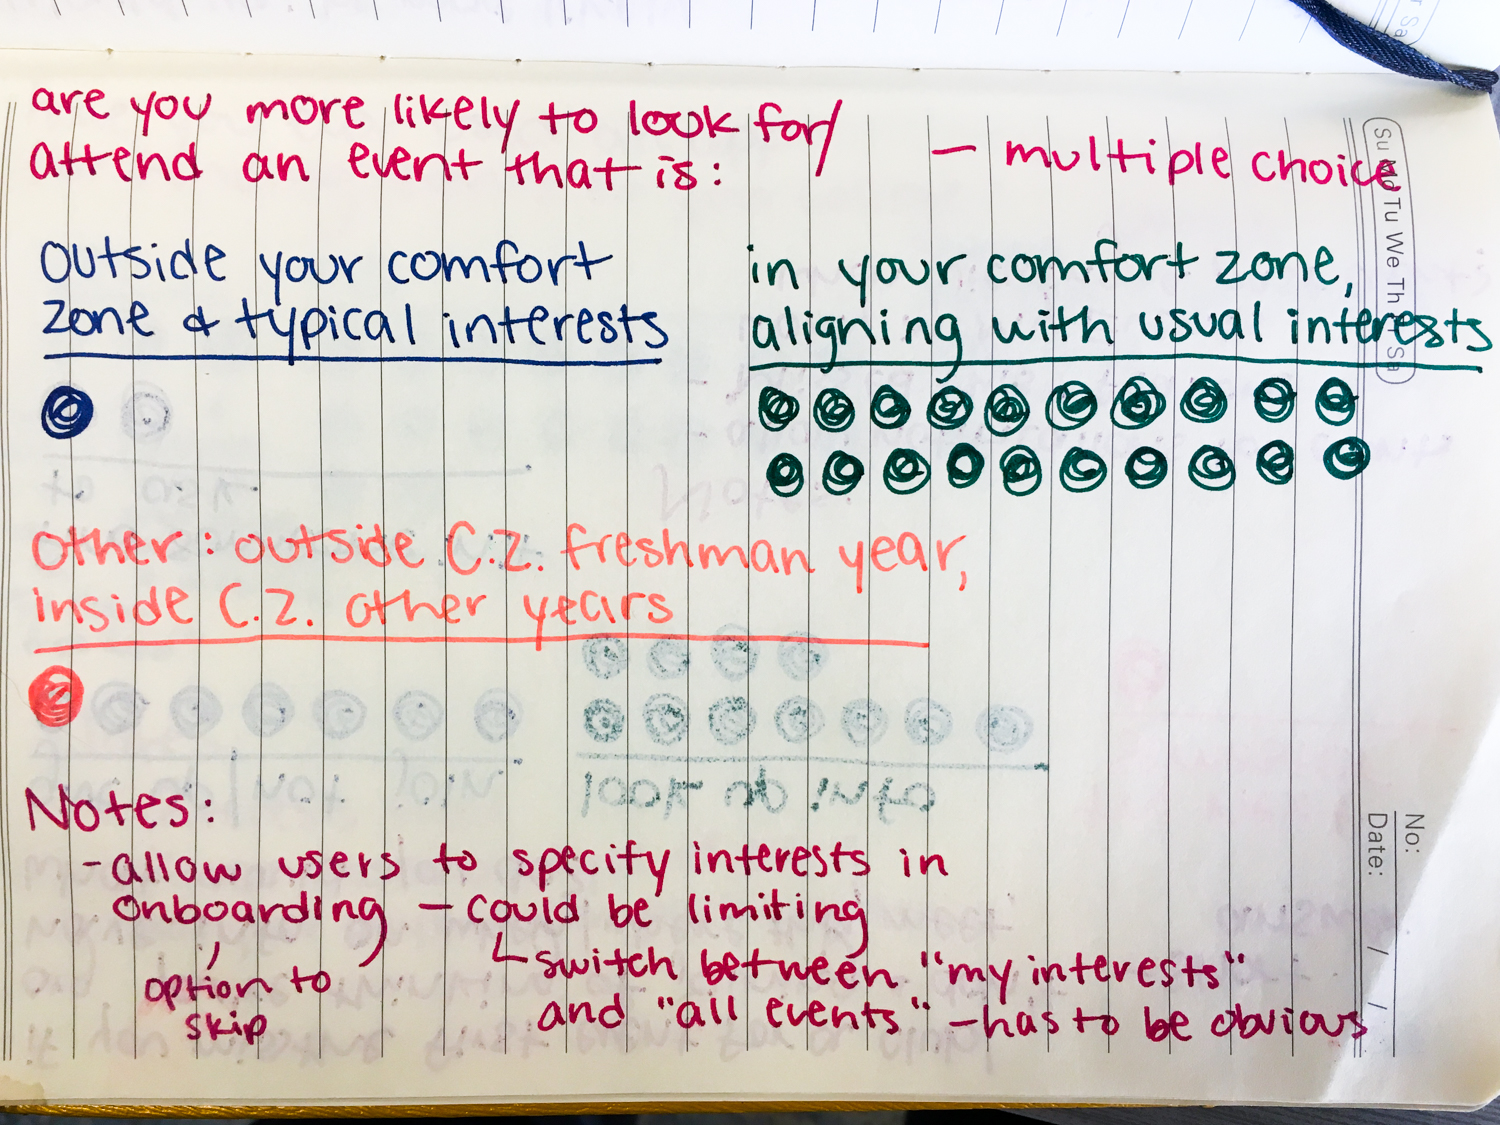 are you more likely to look for/
attend an event that is:
- multiple choice
outside your comfort
zone & typical interests
in your comfort zone,
aligning with usual interests
other: outside C.Z. freshman year,
inside C.Z. other years
Notes:
- allow users to specify interests in
onboarding - could be limiting
option to
skip
switch between "my interests"
and "all events" - has to be obvious
Su Mo Tu We Th Fr Sa
No:
Date: / /
look up info